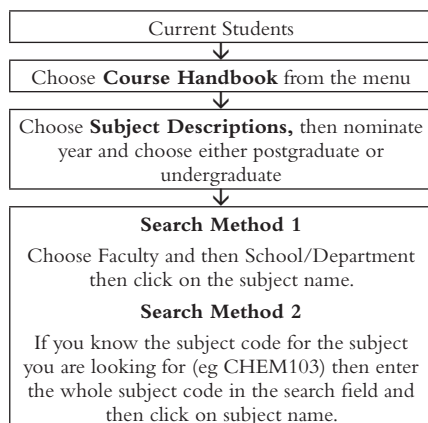 Current Students
Choose Course Handbook from the menu
Choose Subject Descriptions, then nominate
year and choose either postgraduate or
undergraduate
Search Method 1
Choose Faculty and then School/Department
then click on the subject name.
Search Method 2
If you know the subject code for the subject
you are looking for (eg CHEM103) then enter
the whole subject code in the search field and
then click on subject name.